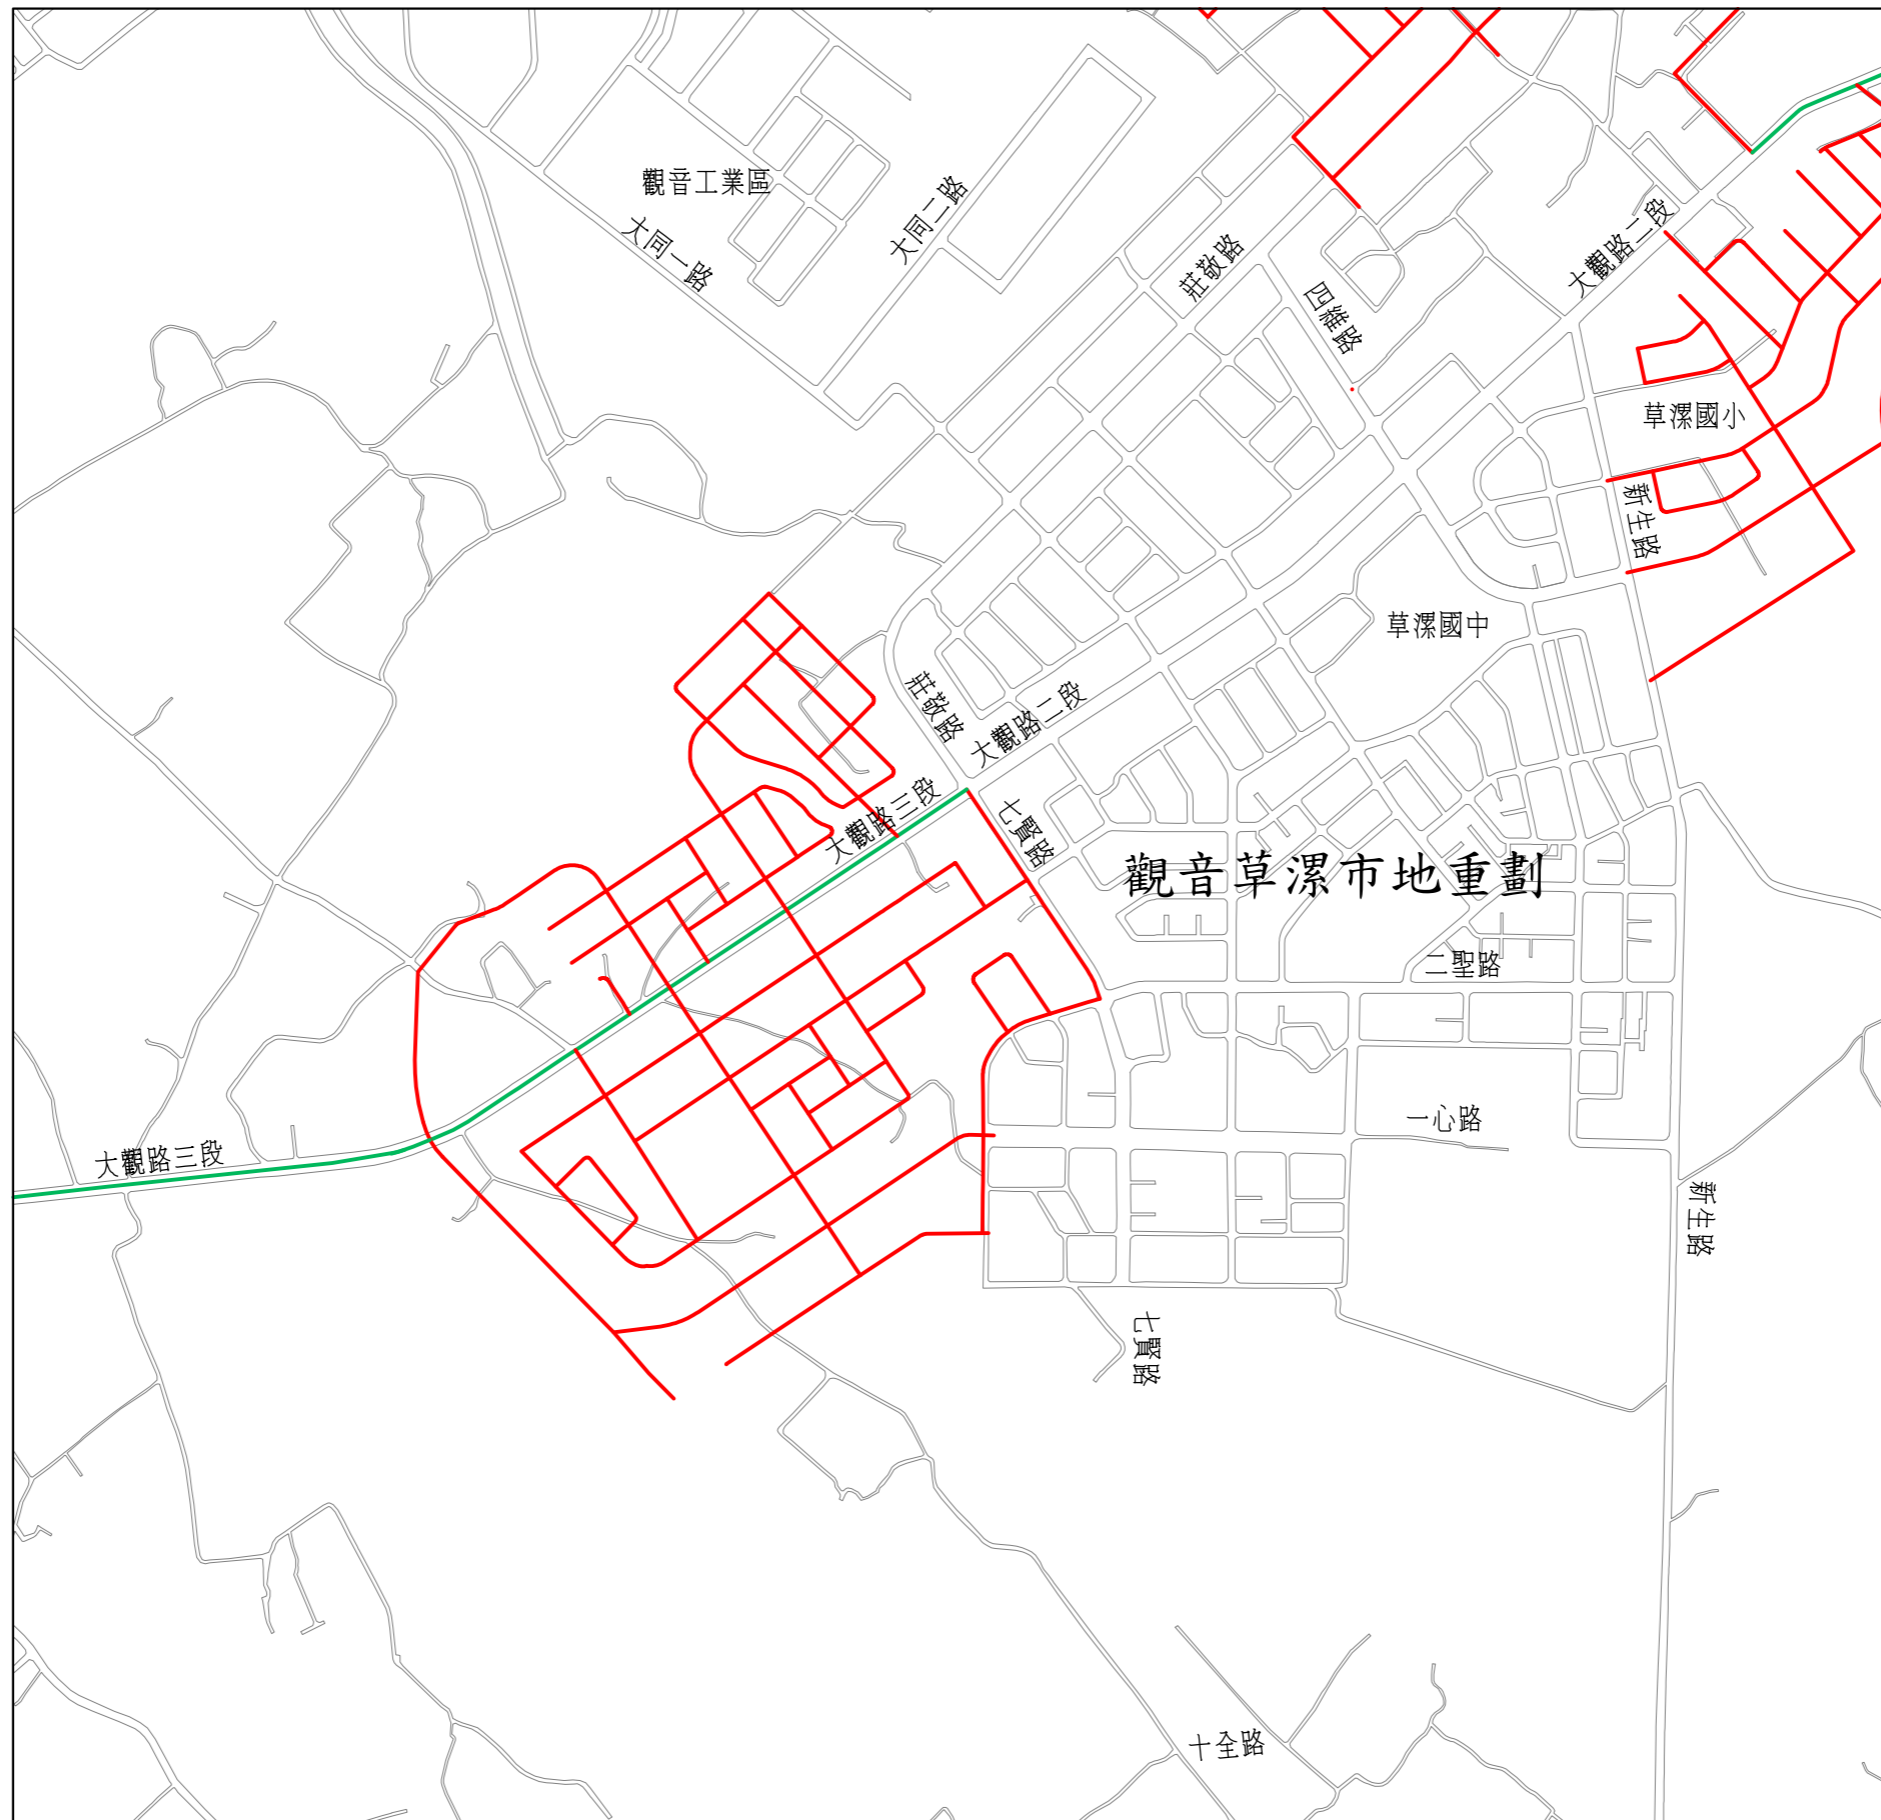 觀音工業區
大同一路
大同二路
大觀路二段
莊敬路
四維路
草漯國小
新生路
草漯國中
莊敬路
大觀路二段
大觀路三段
七賢路
觀音草漯市地重劃
二聖路
一心路
大觀路三段
新生路
七賢路
十全路